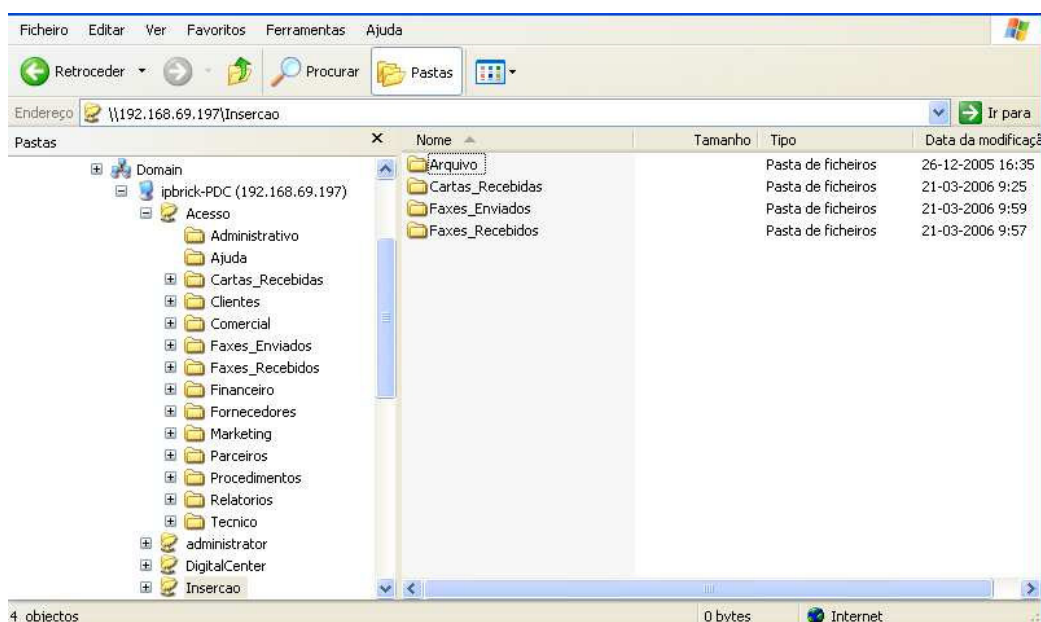 Ficheiro Editar Ver Favoritos Ferramentas Ajuda
Retroceder Procurar Pastas
Endereço \\192.168.69.197\Insercao Ir para
Pastas
Domain
ipbrick-PDC (192.168.69.197)
Acesso
Administrativo
Ajuda
Cartas_Recebidas
Clientes
Comercial
Faxes_Enviados
Faxes_Recebidos
Financeiro
Fornecedores
Marketing
Parceiros
Procedimentos
Relatorios
Tecnico
administrator
DigitalCenter
Insercao
Nome Tamanho Tipo Data da modificaçã
Arquivo Pasta de ficheiros 26-12-2005 16:35
Cartas_Recebidas Pasta de ficheiros 21-03-2006 9:25
Faxes_Enviados Pasta de ficheiros 21-03-2006 9:59
Faxes_Recebidos Pasta de ficheiros 21-03-2006 9:57
4 objectos 0 bytes Internet